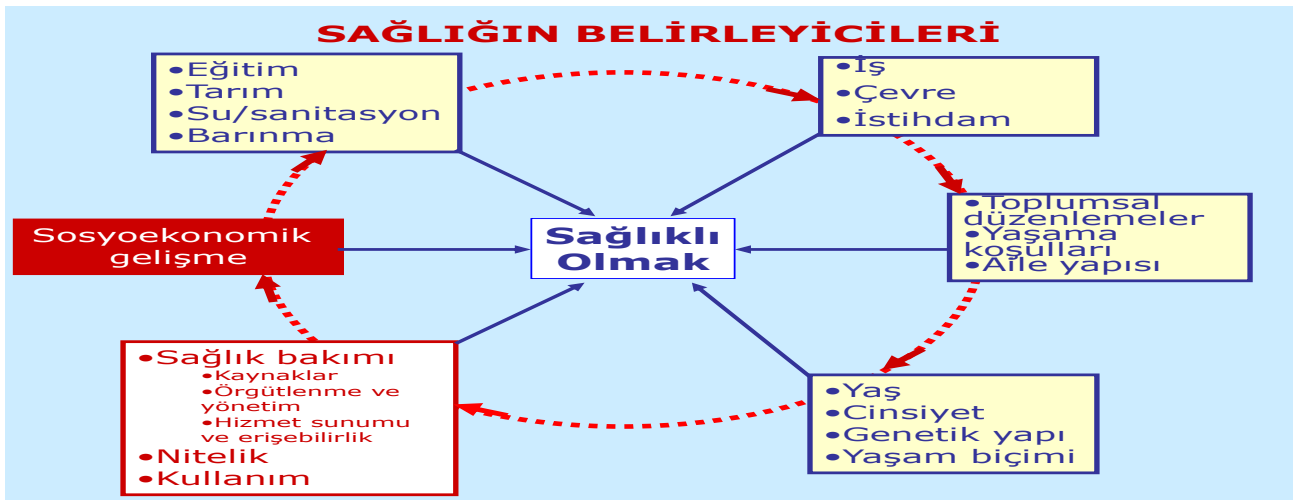 SAĞLIĞIN BELİRLEYİCİLERİ
•Eğitim
•Tarım
•Su/sanitasyon
•Barınma
•İş
•Çevre
•İstihdam
•Toplumsal
düzenlemeler
•Yaşama
koşulları
•Aile yapısı
Sosyoekonomik
gelişme
Sağlıklı
Olmak
•Sağlık bakımı
•Kaynaklar
•Örgütlenme ve
yönetim
•Hizmet sunumu
ve erişebilirlik
•Nitelik
•Kullanım
•Yaş
•Cinsiyet
•Genetik yapı
•Yaşam biçimi